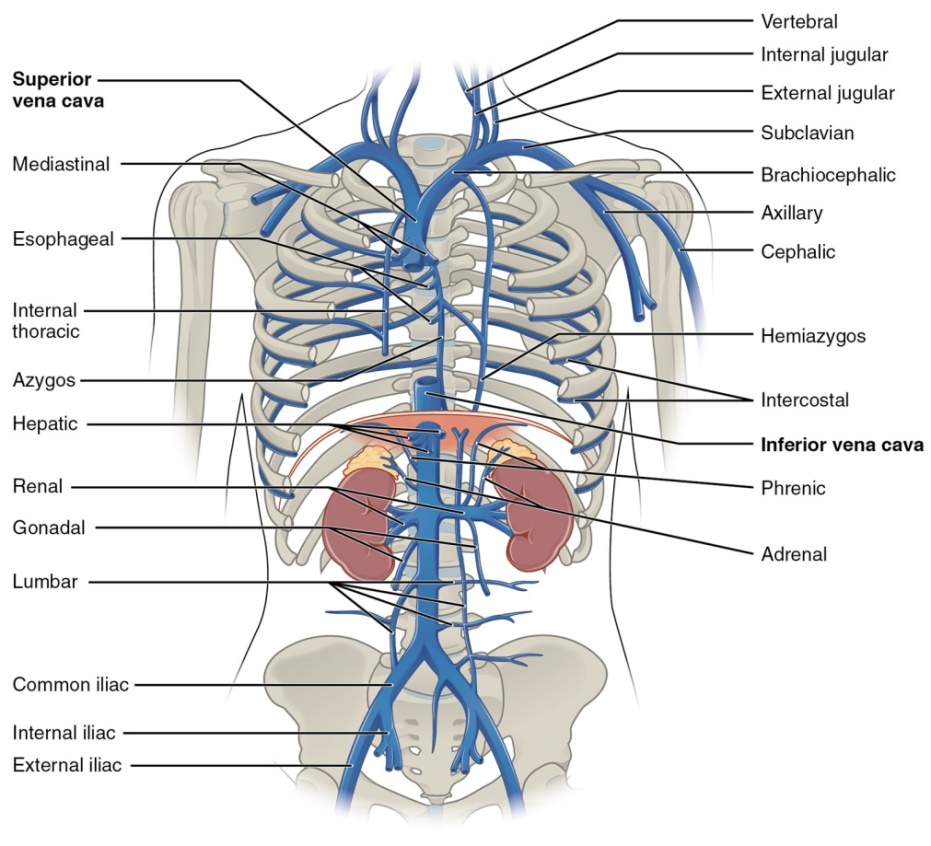 Superior
vena cava
Mediastinal
Esophageal
Internal
thoracic
Azygos
Hepatic
Renal
Gonadal
Lumbar
Common iliac
Internal iliac
External iliac
Vertebral
Internal jugular
External jugular
Subclavian
Brachiocephalic
Axillary
Cephalic
Hemiazygos
Intercostal
Inferior vena cava
Phrenic
Adrenal